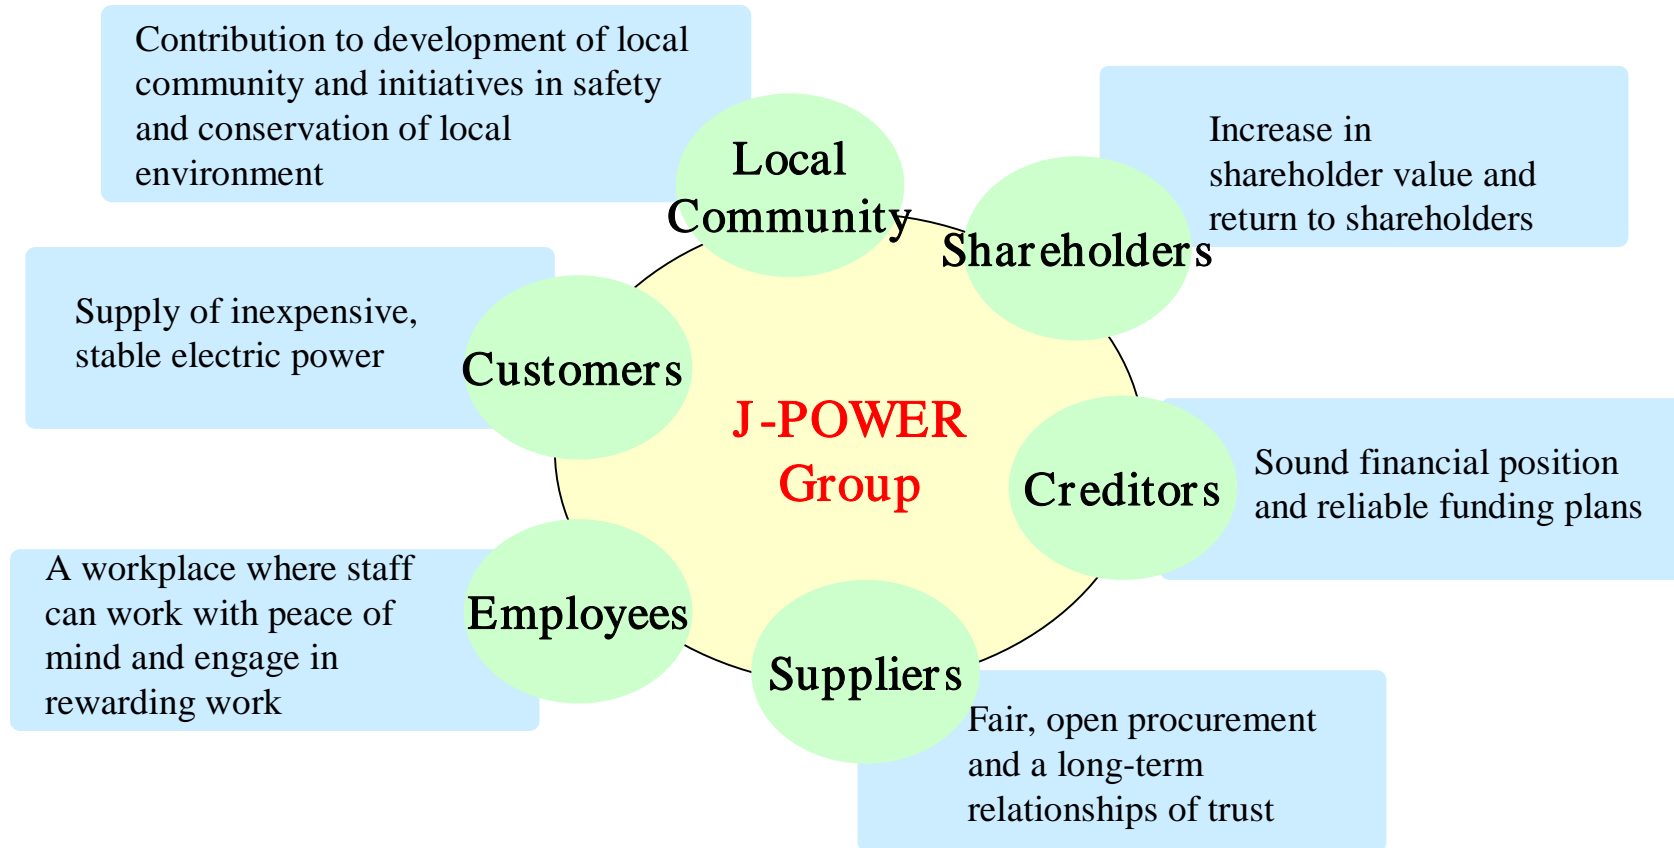 Contribution to development of local
community and initiatives in safety
and conservation of local
environment
Local
Community
Increase in
shareholder value and
return to shareholders
Shareholders
Supply of inexpensive,
stable electric power
Customers
J-POWER
Group
Creditors
Sound financial position
and reliable funding plans
A workplace where staff
can work with peace of
mind and engage in
rewarding work
Employees
Suppliers
Fair, open procurement
and a long-term
relationships of trust